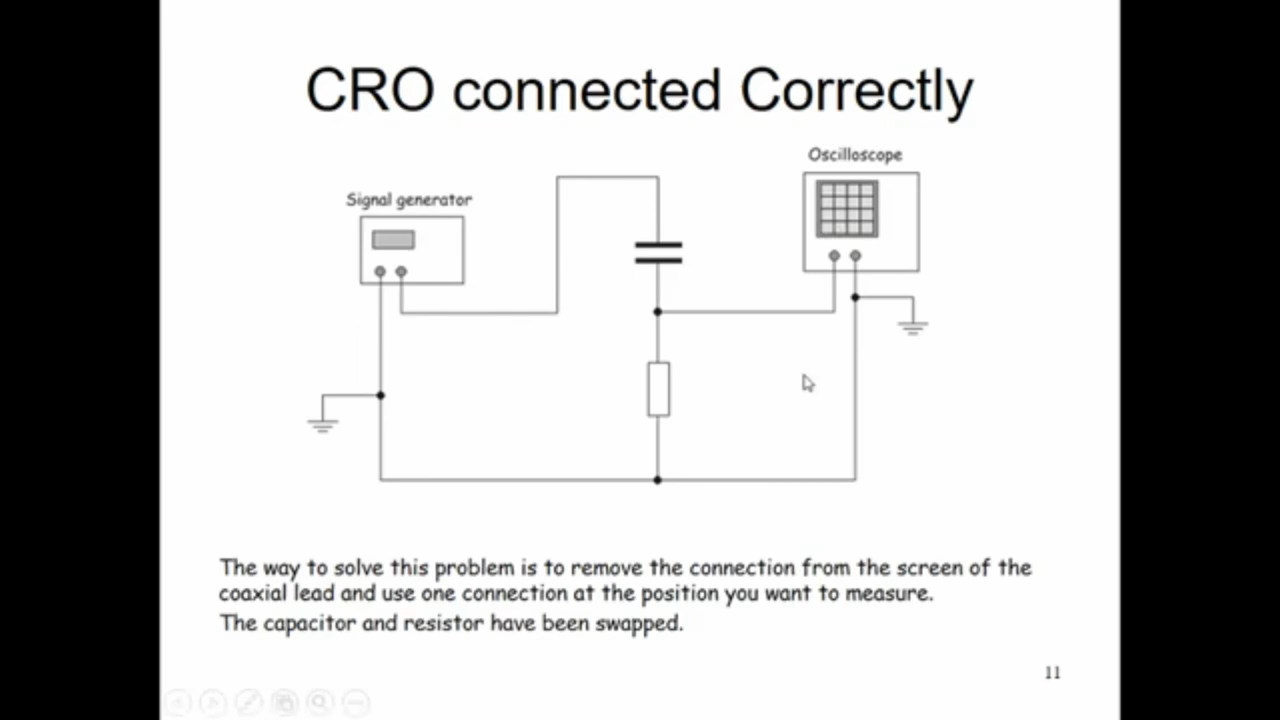 CRO connected Correctly
Oscilloscope
Signal generator
The way to solve this problem is to remove the connection from the screen of the
coaxial lead and use one connection at the position you want to measure.
The capacitor and resistor have been swapped.
11